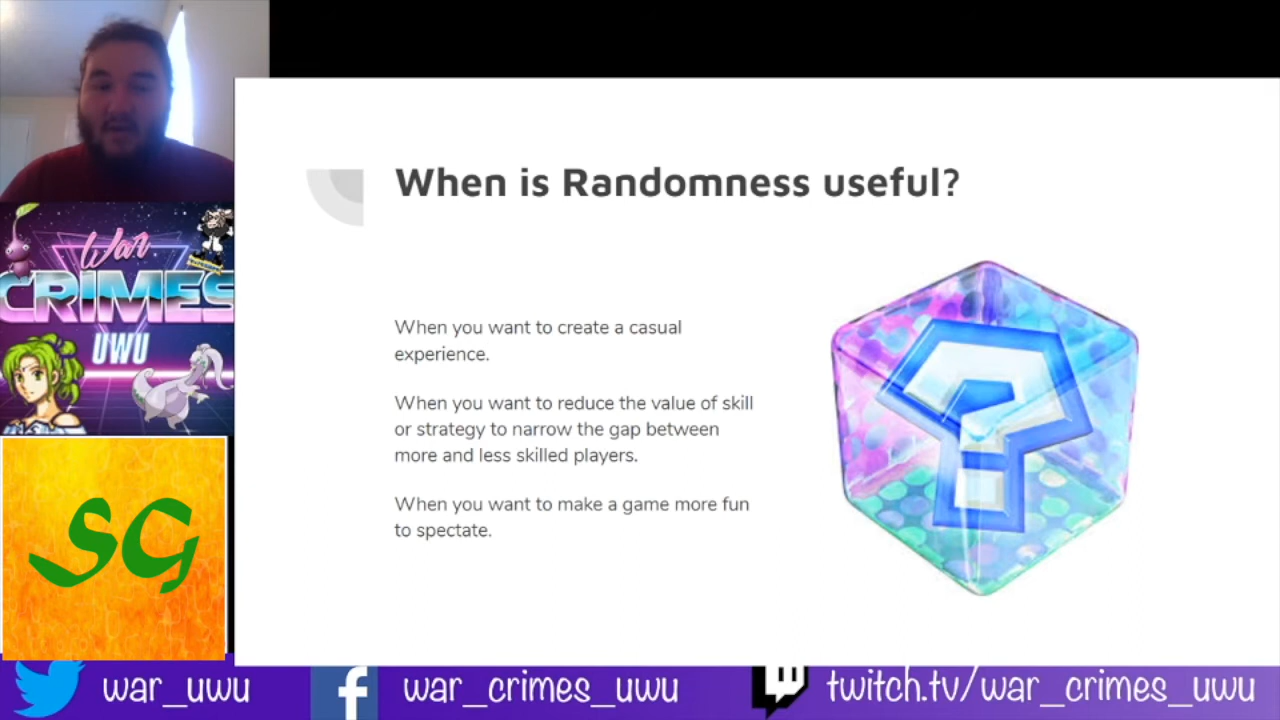 When is Randomness useful?
When you want to create a casual
experience.
When you want to reduce the value of skill
or strategy to narrow the gap between
more and less skilled players.
When you want to make a game more fun
to spectate.
?
War
CRIMES
UWU
SG
war_uwu
f
war_crimes_uwu
twitch.tv/war_crimes_uwu